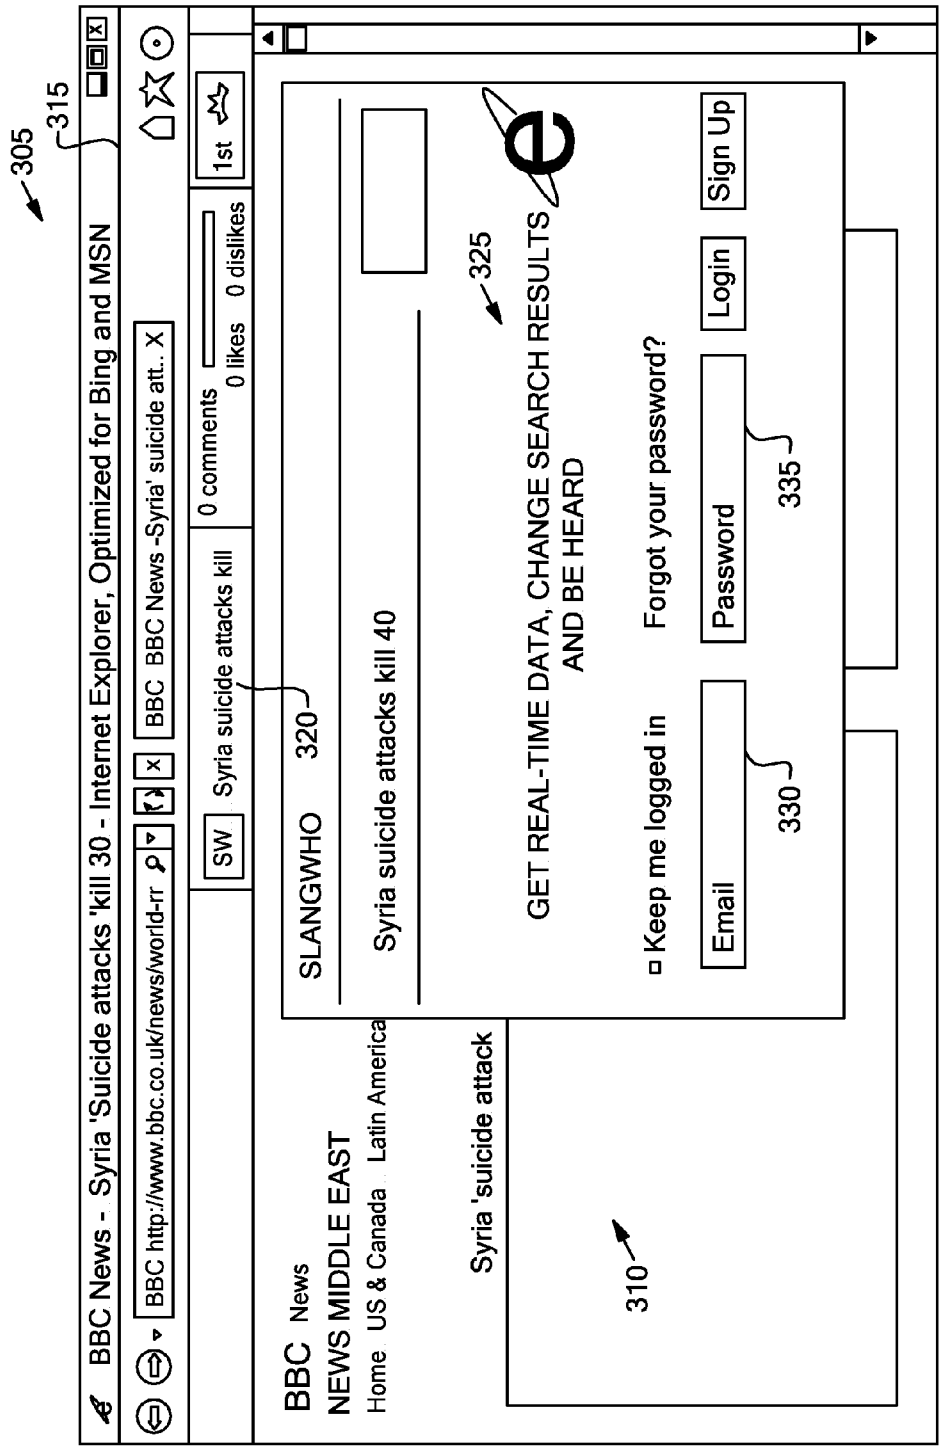 305
315
BBC News - Syria 'Suicide attacks 'kill 30 - Internet Explorer, Optimized for Bing and MSN
X
BBC http://www.bbc.co.uk/news/world-rr
X
BBC BBC News -Syria' suicide att.. X
SW
Syria suicide attacks kill
0 comments
0 likes 0 dislikes
1st
BBC News
NEWS MIDDLE EAST
Home US & Canada Latin America
Syria 'suicide attack
310
SLANGWHO
320
Syria suicide attacks kill 40
325
GET REAL-TIME DATA, CHANGE SEARCH RESULTS
AND BE HEARD
e
Keep me logged in
Forgot your password?
Email
Password
Login
Sign Up
330
335